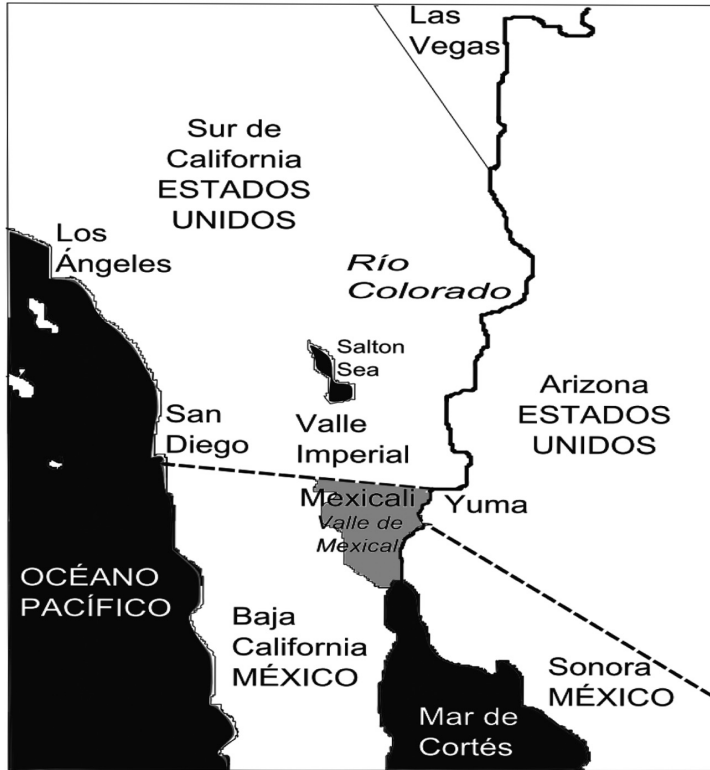 Las
Vegas
Sur de
California
ESTADOS
UNIDOS
Los
Ángeles
Río
Colorado
Salton
Sea
Arizona
ESTADOS
UNIDOS
San
Diego
Valle
Imperial
Mexicali
Valle de
Mexical
Yuma
OCÉANO
PACÍFICO
Baja
California
MÉXICO
Sonora
MÉXICO
Mar de
Cortés